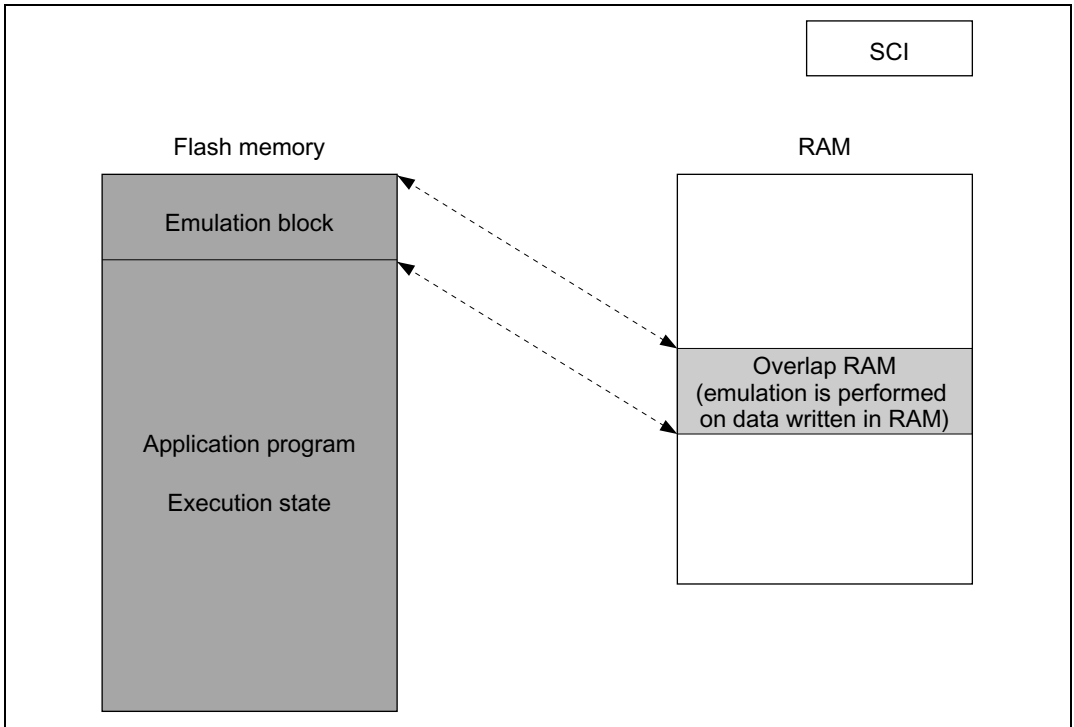 SCI
Flash memory
RAM
Emulation block
Overlap RAM
(emulation is performed
on data written in RAM)
Application program
Execution state